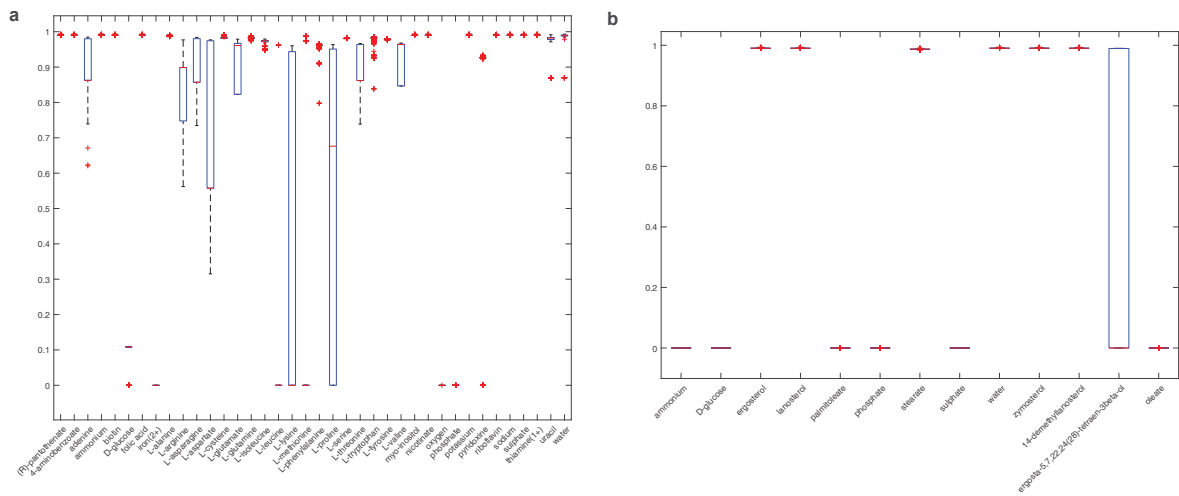 a
1
0.9
0.8
0.7
0.6
0.5
0.4
0.3
0.2
0.1
0
(R)-pantothenate
4-aminobenzoate
adenine
ammonium
biotin
D-glucose
folic acid
iron(2+)
L-alanine
L-arginine
L-asparagine
L-aspartate
L-cysteine
L-glutamate
L-glutamine
L-isoleucine
L-leucine
L-lysine
L-methionine
L-phenylalanine
L-proline
L-serine
L-threonine
L-tryptophan
L-tyrosine
L-valine
myo-inositol
nicotinate
oxygen
phosphate
potassium
pyridoxine
riboflavin
sodium
sulphate
thiamine(1+)
uracil
water
b
1
0.8
0.6
0.4
0.2
0
ammonium
D-glucose
ergosterol
lanosterol
palmitoleate
phosphate
stearate
sulphate
water
zymosterol
14-demethyllanosterol
ergosta-5,7,22,24(28)-tetraen-3beta-ol
oleate